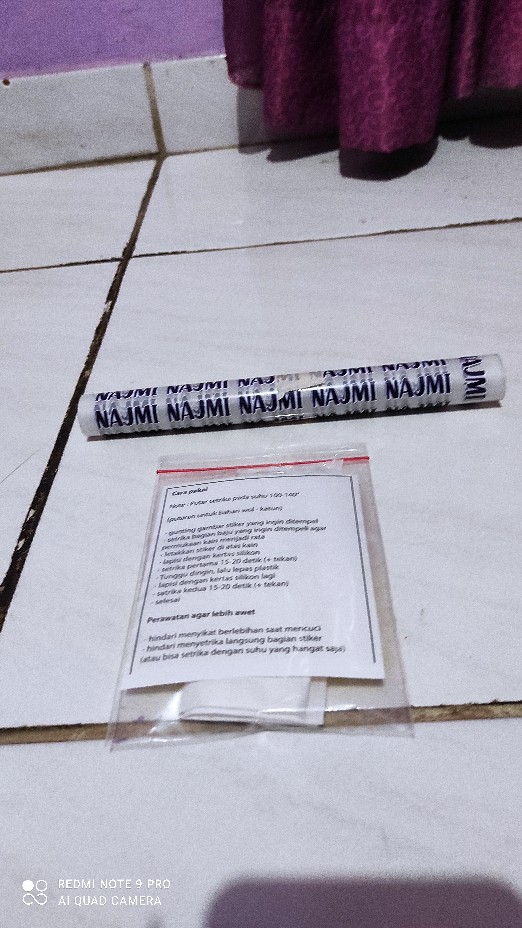 NAJMI NAJMI NAJMI NAJMI NAJMI
NAJMI NAJMI NAJMI NAJMI NAJMI
NAJMI
Cara pakai
Note : Putar setrika pada suhu 100-140°
(putaran untuk bahan wol - katun)
- gunting gambar stiker yang ingin ditempel
- setrika bagian baju yang ingin ditempeli agar
permukaan kain menjadi rata
- letakkan stiker di atas kain
- lapisi dengan kertas silikon
- setrika pertama 15-20 detik (+ tekan)
- Tunggu dingin, lalu lepas plastik
- lapisi dengan kertas silikon lagi
- setrika kedua 15-20 detik (+ tekan)
- selesai
Perawatan agar lebih awet
- hindari menyikat berlebihan saat mencuci
- hindari menyetrika langsung bagian stiker
(atau bisa setrika dengan suhu yang hangat saja)
REDMI NOTE 9 PRO
AI QUAD CAMERA